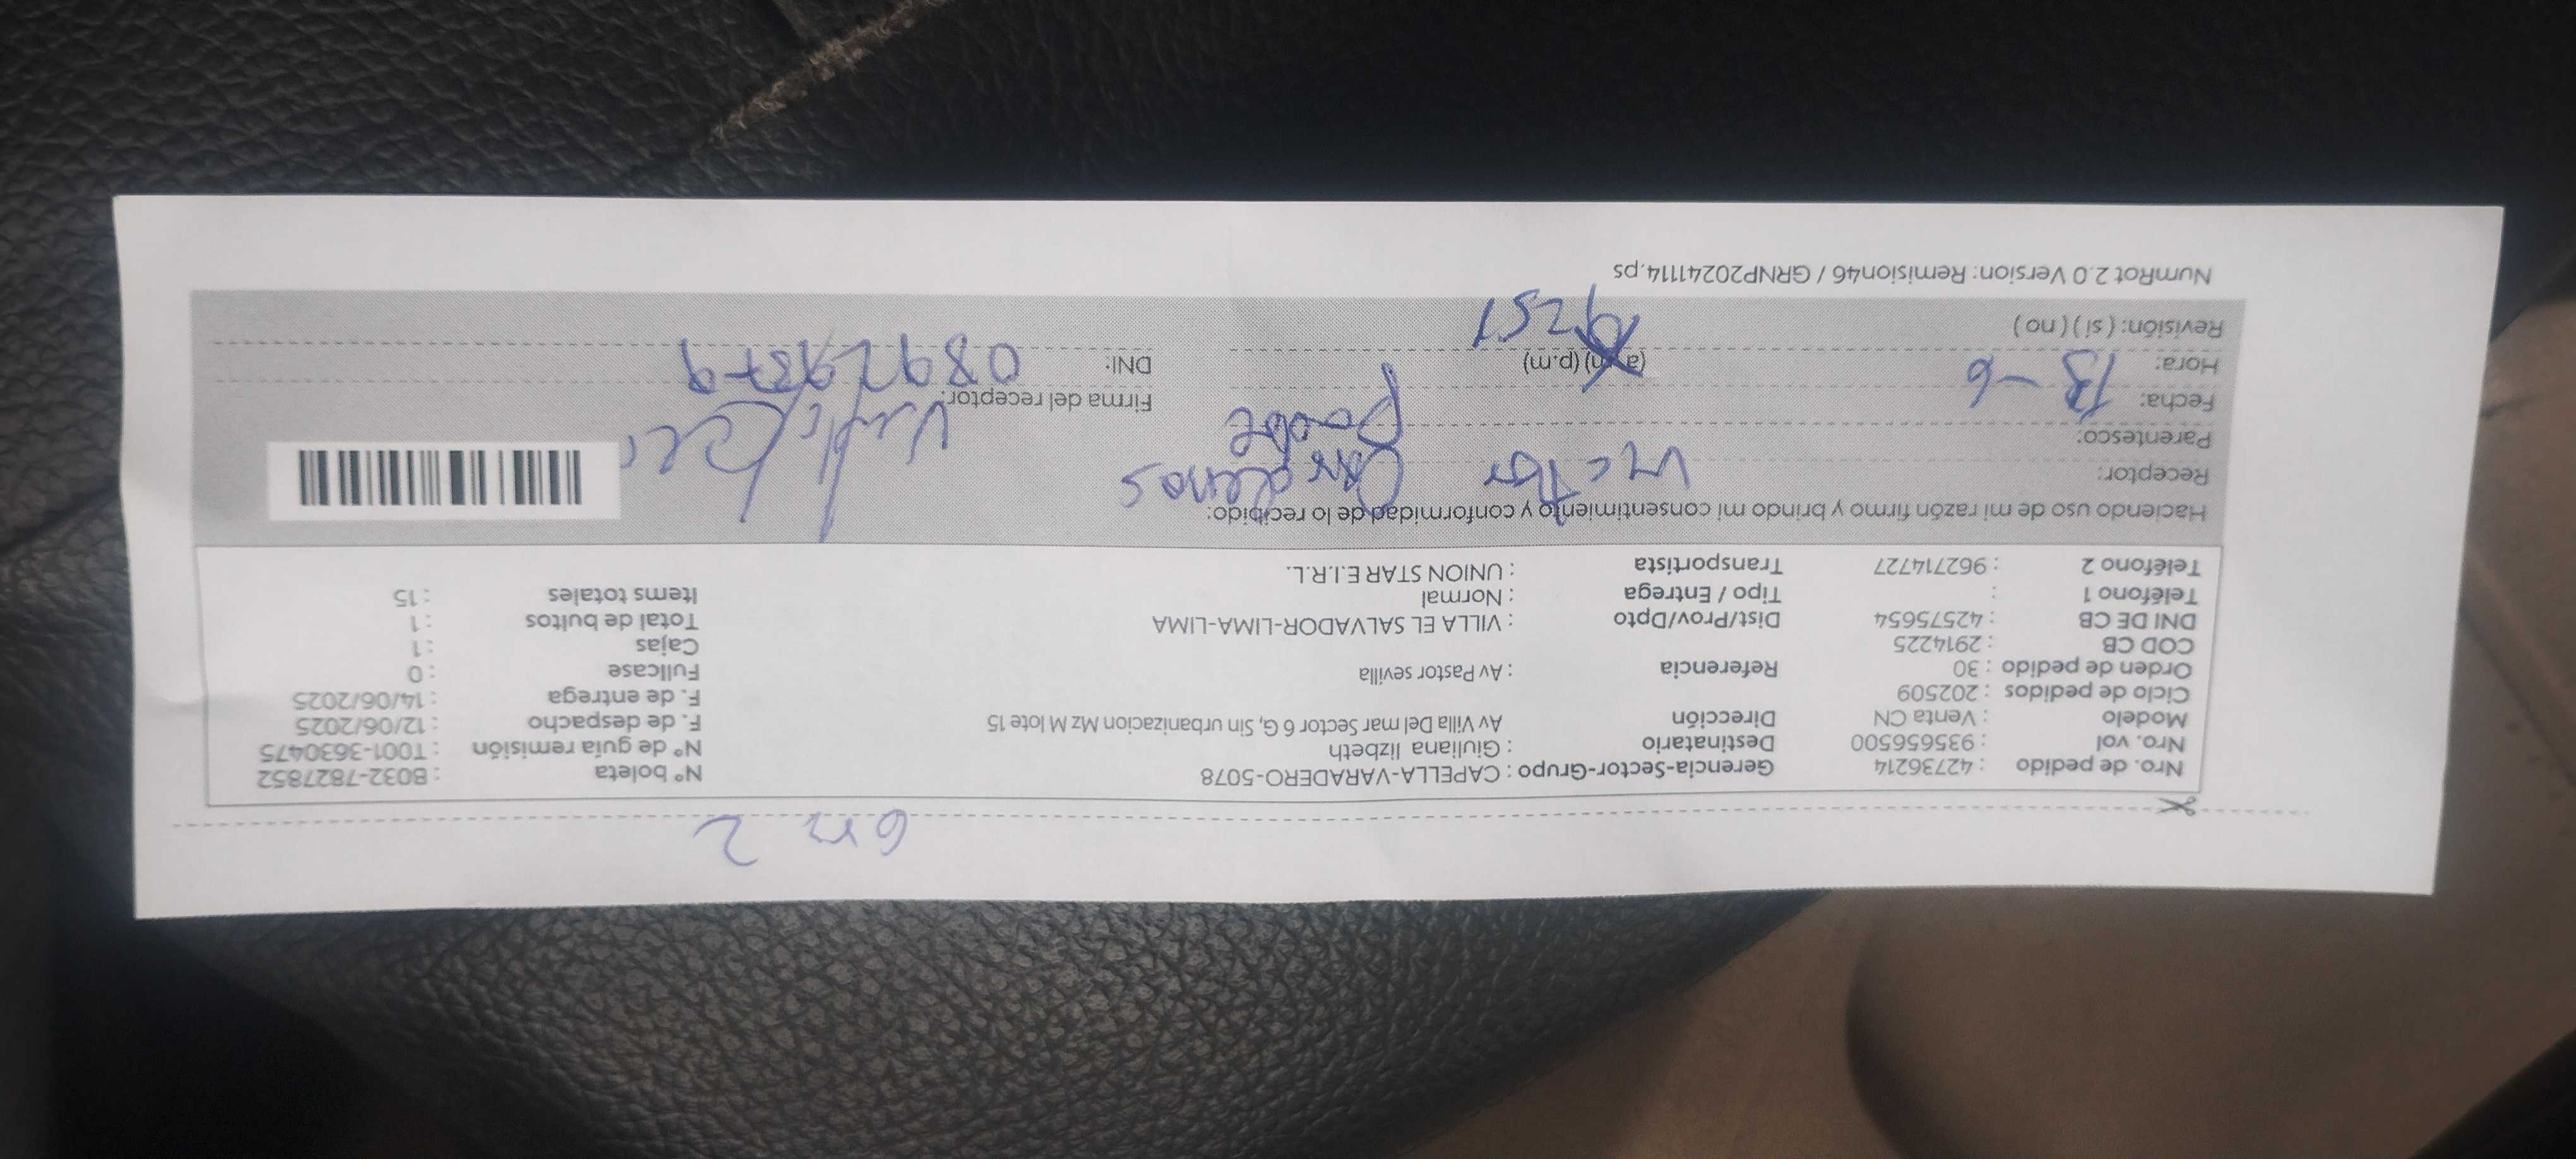 6m2
Nro. de pedido : 42736214
Nro. vol : 935656500
Modelo : Venta CN
Ciclo de pedidos : 202509
Orden de pedido : 30
COD CB : 2914225
DNI DE CB : 42575654
Teléfono 1 :
Teléfono 2 : 962714727
Gerencia-Sector-Grupo : CAPELLA-VARADERO-5078
Destinatario : Giuliana lizbeth
Dirección Av Villa Del mar Sector 6 G, Sin urbanizacion Mz M lote 15
Referencia : Av Pastor sevilla
Dist/Prov/Dpto : VILLA EL SALVADOR-LIMA-LIMA
Tipo / Entrega : Normal
Transportista : UNION STAR E.I.R.L.
N° boleta : B032-7827852
N° de guía remisión : T001-3630475
F. de despacho : 12/06/2025
F. de entrega : 14/06/2025
Fullcase : 0
Cajas : 1
Total de bultos : 1
Items totales : 15
Haciendo uso de mi razón firmo y brindo mi consentimiento y conformidad de lo recibido:
Receptor: Victor Cardenas
Parentesco: Padre
Fecha: 13-6
Hora: (a.m) (p.m)
Revisión: (si) (no)
Firma del receptor:
DNI:
NumRot 2.0 Version: Remision46 / GRNP20241114.ps